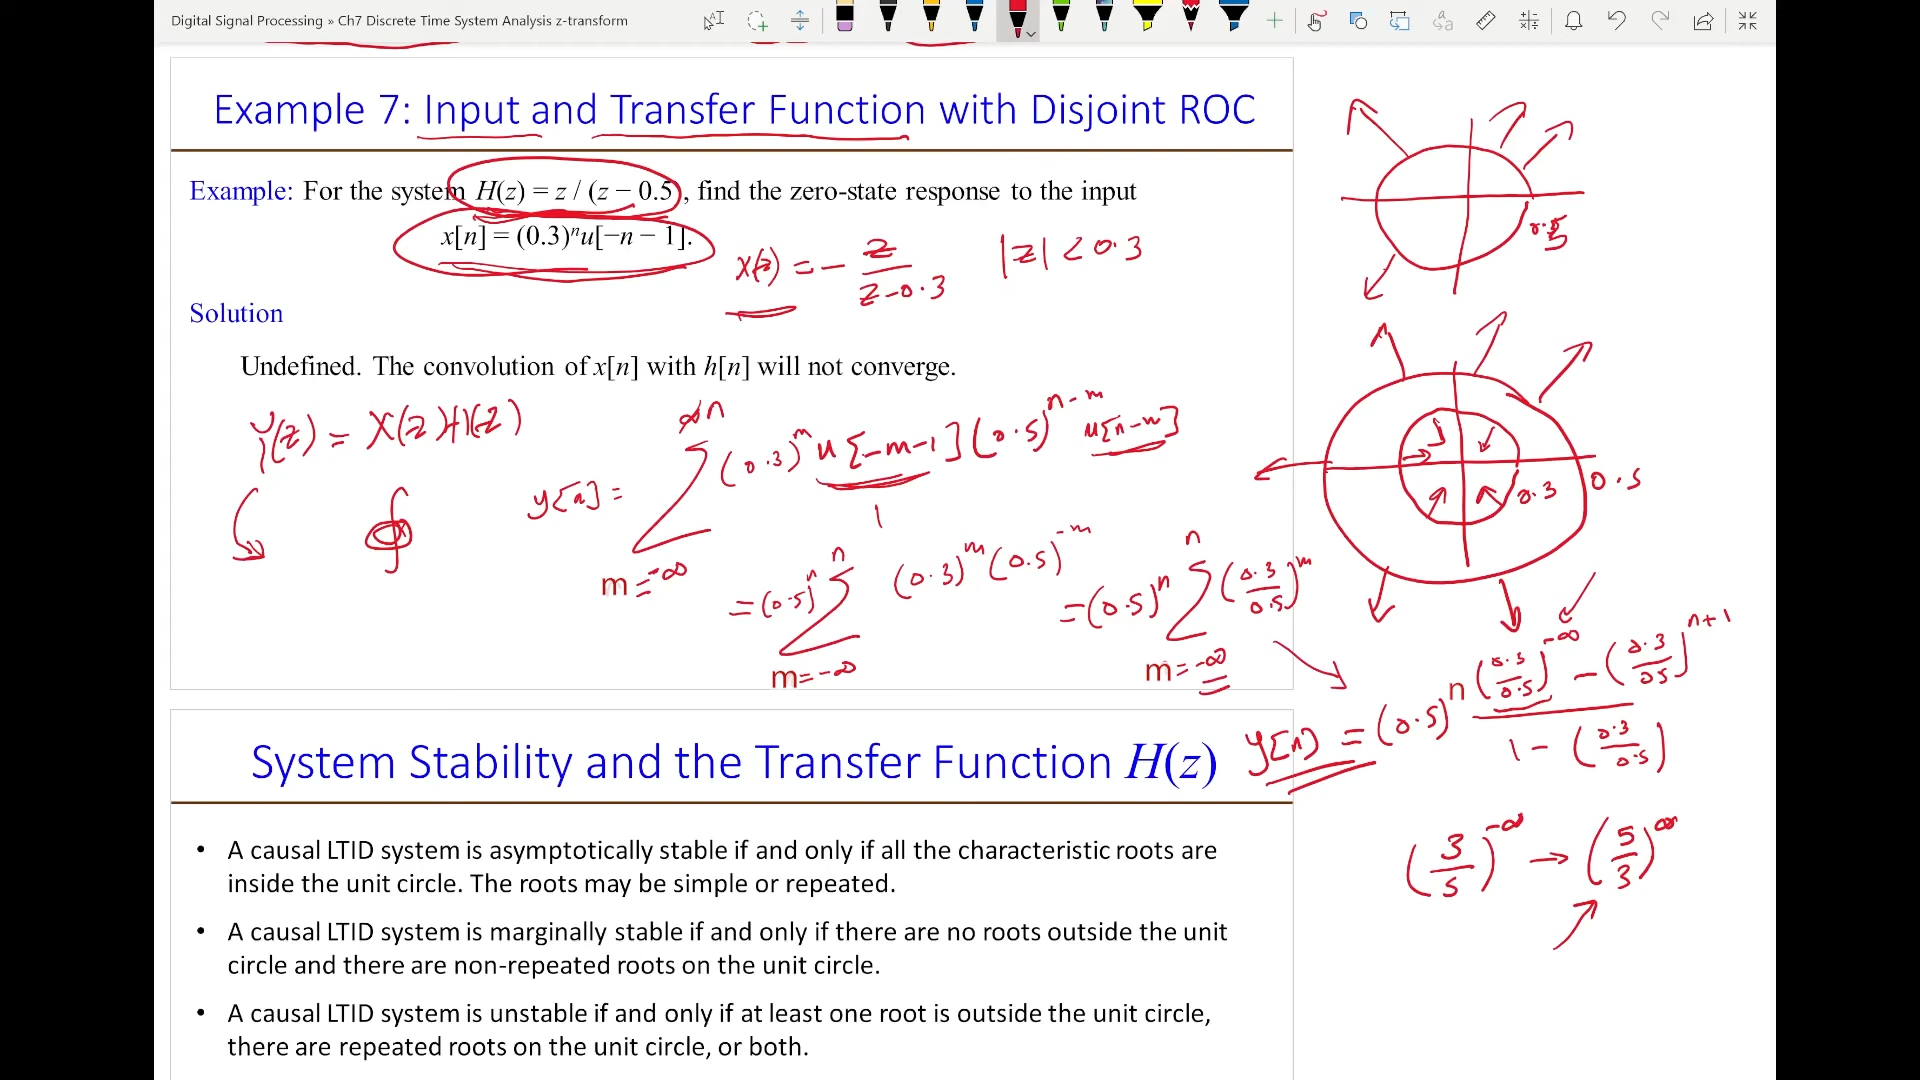 Digital Signal Processing » Ch7 Discrete Time System Analysis z-transform
Example 7: Input and Transfer Function with Disjoint ROC
Example: For the system H(z) = z / (z − 0.5), find the zero-state response to the input
x[n] = (0.3)ⁿu[−n − 1].
X(z) = − z / (z−0.3) |z| < 0.3
Solution
Undefined. The convolution of x[n] with h[n] will not converge.
Y(z) = X(z)H(z)
y[n] = ∑ n m=−∞ (0.3)^m u[−m−1] (0.5)^n−m u[n−m]
1
= (0.5)^n ∑ n m=−∞ (0.3)^m (0.5)^−m
= (0.5)^n ∑ n m=−∞ (0.3/0.5)^m
0.5
0.3
0.5
y[n] = (0.5)^n ((0.3/0.5)^−∞ − (0.3/0.5)^n+1) / (1 − (0.3/0.5))
(3/5)^−∞ → (5/3)^∞
System Stability and the Transfer Function H(z)
• A causal LTID system is asymptotically stable if and only if all the characteristic roots are
inside the unit circle. The roots may be simple or repeated.
• A causal LTID system is marginally stable if and only if there are no roots outside the unit
circle and there are non-repeated roots on the unit circle.
• A causal LTID system is unstable if and only if at least one root is outside the unit circle,
there are repeated roots on the unit circle, or both.